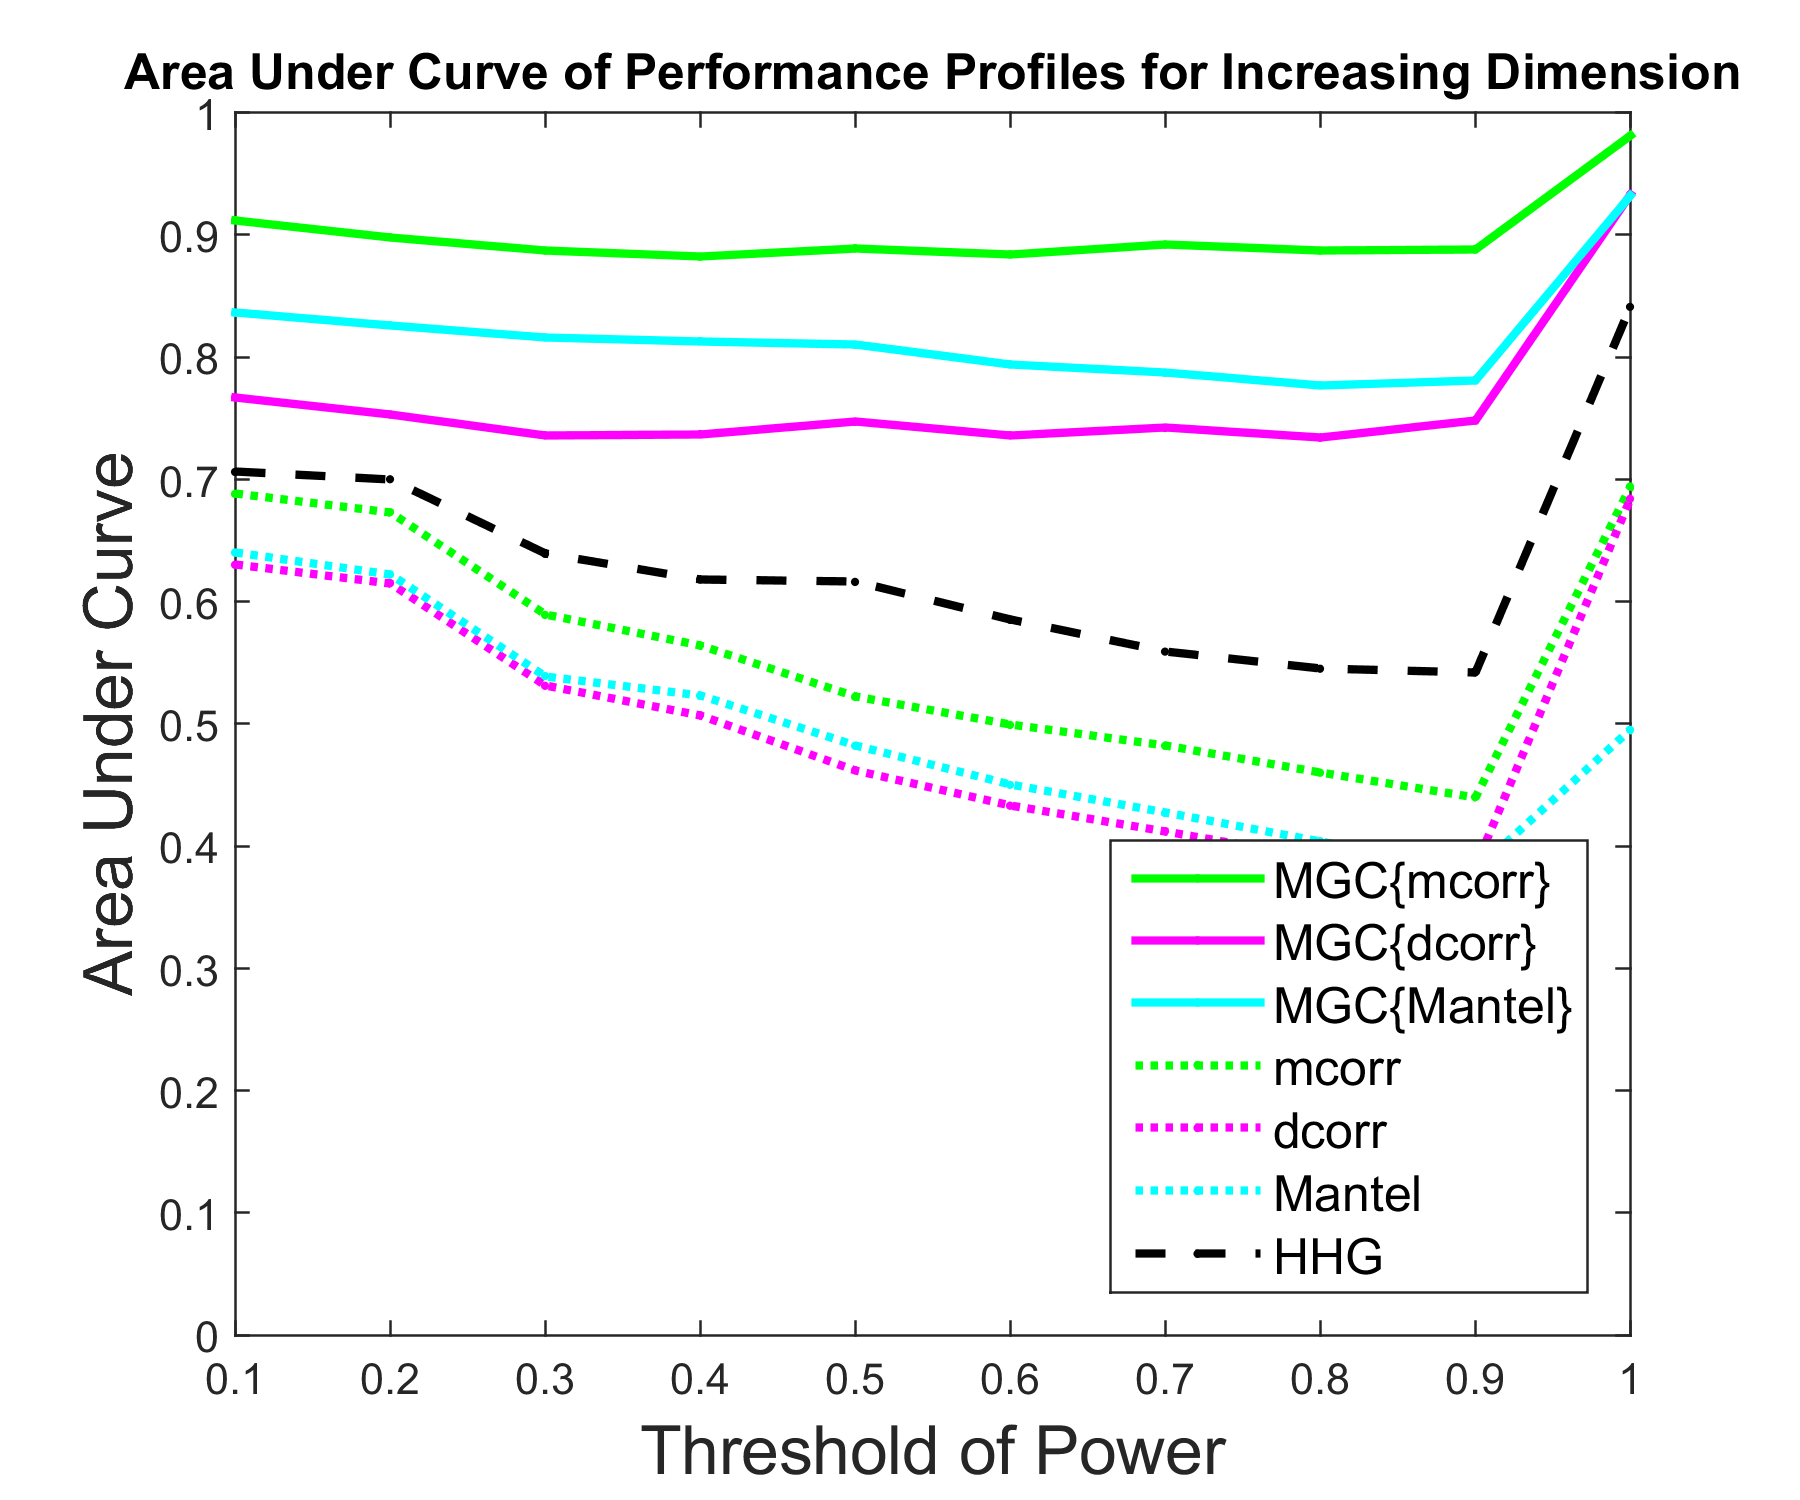 Area Under Curve of Performance Profiles for Increasing Dimension
Area Under Curve
1
0.9
0.8
0.7
0.6
0.5
0.4
0.3
0.2
0.1
0
MGC{mcorr}
MGC{dcorr}
MGC{Mantel}
mcorr
dcorr
Mantel
HHG
0.1 0.2 0.3 0.4 0.5 0.6 0.7 0.8 0.9 1
Threshold of Power